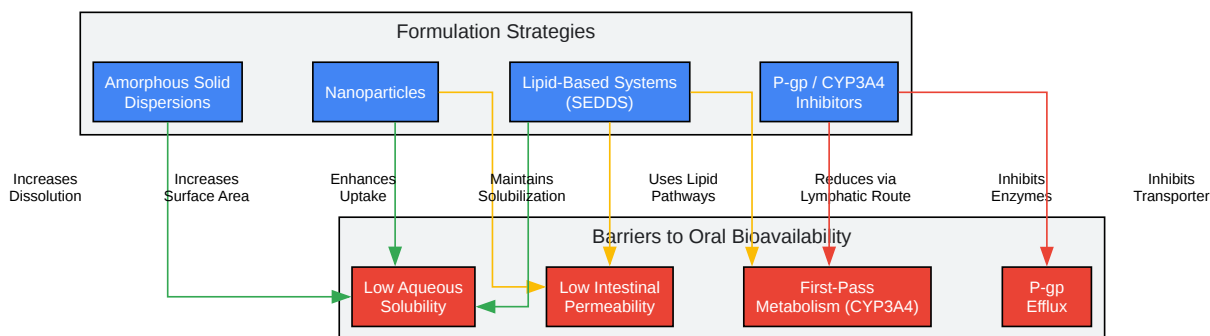 Formulation Strategies
Amorphous Solid
Dispersions
Nanoparticles
Lipid-Based Systems
(SEDDS)
P-gp / CYP3A4
Inhibitors
Increases
Dissolution
Increases
Surface Area
Enhances
Uptake
Maintains
Solubilization
Uses Lipid
Pathways
Reduces via
Lymphatic Route
Inhibits
Enzymes
Inhibits
Transporter
Barriers to Oral Bioavailability
Low Aqueous
Solubility
Low Intestinal
Permeability
First-Pass
Metabolism (CYP3A4)
P-gp
Efflux